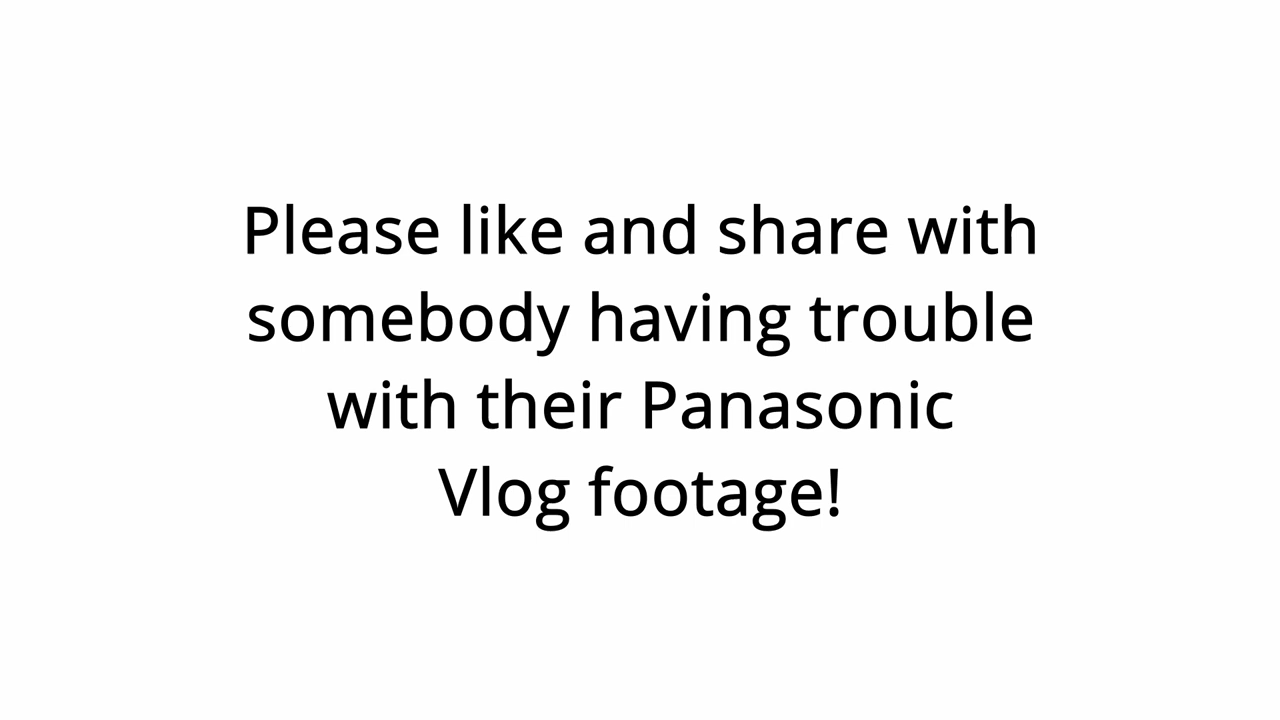 Please like and share with
somebody having trouble
with their Panasonic
Vlog footage!